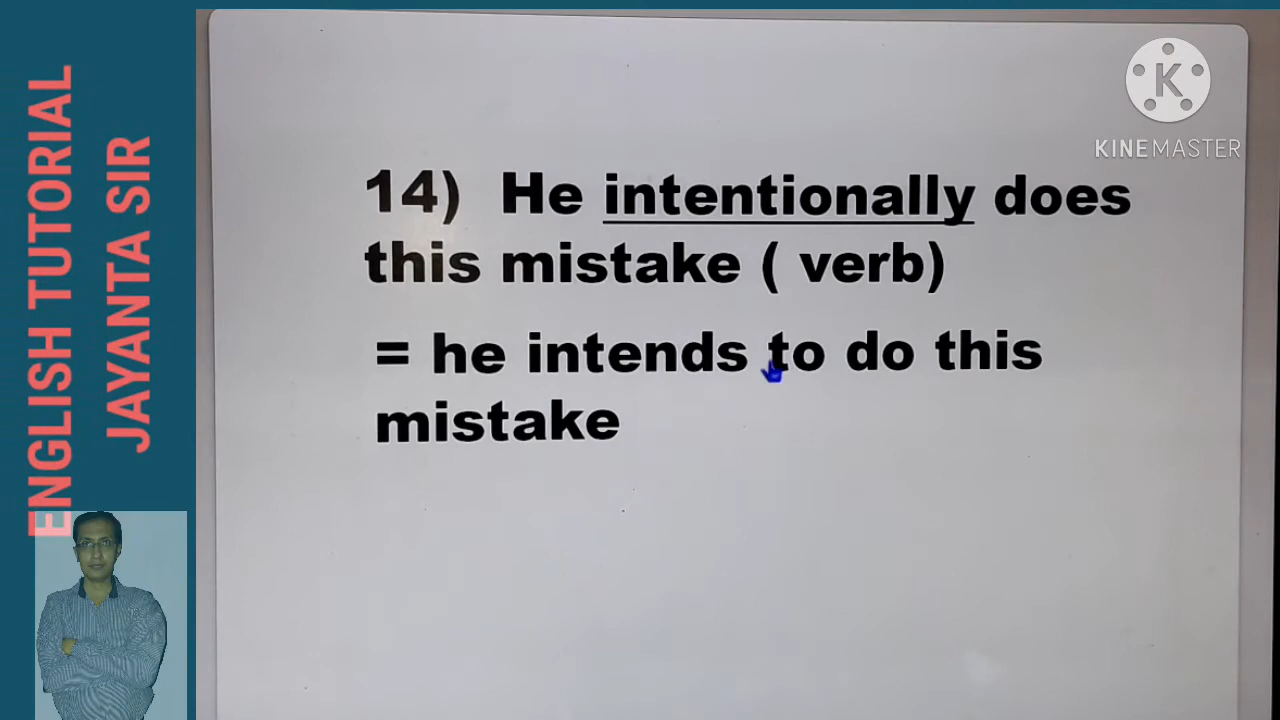 ENGLISH TUTORIAL
JAYANTA SIR
KINEMASTER
14) He intentionally does
this mistake ( verb)
= he intends to do this
mistake